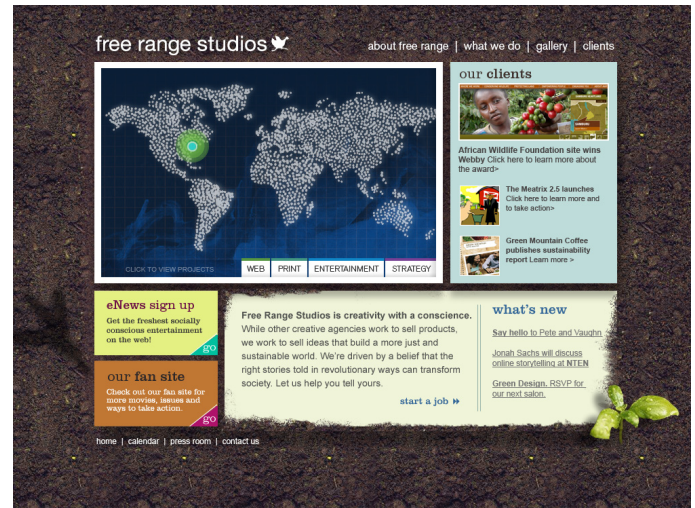 free range studios
about free range | what we do | gallery | clients
CLICK TO VIEW PROJECTS
WEB
PRINT
ENTERTAINMENT
STRATEGY
our clients
African Wildlife Foundation site wins
Webby Click here to learn more about
the award>
The Meatrix 2.5 launches
Click here to learn more and
to take action>
Green Mountain Coffee
publishes sustainability
report Learn more >
eNews sign up
Get the freshest socially
conscious entertainment
on the web!
go
our fan site
Check out our fan site for
more movies, issues and
ways to take action.
go
Free Range Studios is creativity with a conscience.
While other creative agencies work to sell products,
we work to sell ideas that build a more just and
sustainable world. We're driven by a belief that the
right stories told in revolutionary ways can transform
society. Let us help you tell yours.
start a job
what's new
Say hello to Pete and Vaughn
Jonah Sachs will discuss
online storytelling at NTEN
Green Design. RSVP for
our next salon.
home | calendar | press room | contact us